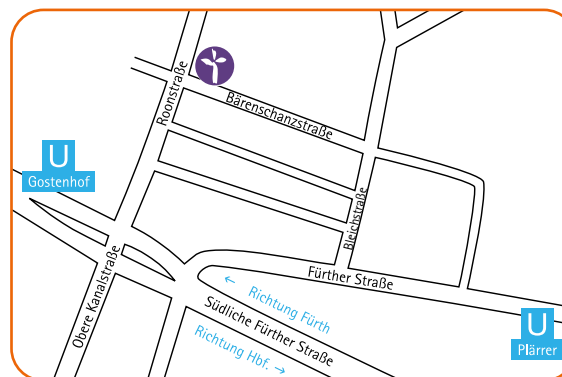 Roonstraße
Bärenschanzstraße
U
Gostenhof
Bleichstraße
Obere Kanalstraße
Fürther Straße
← Richtung Fürth
Südliche Fürther Straße
Richtung Hbf. →
U
Plärrer